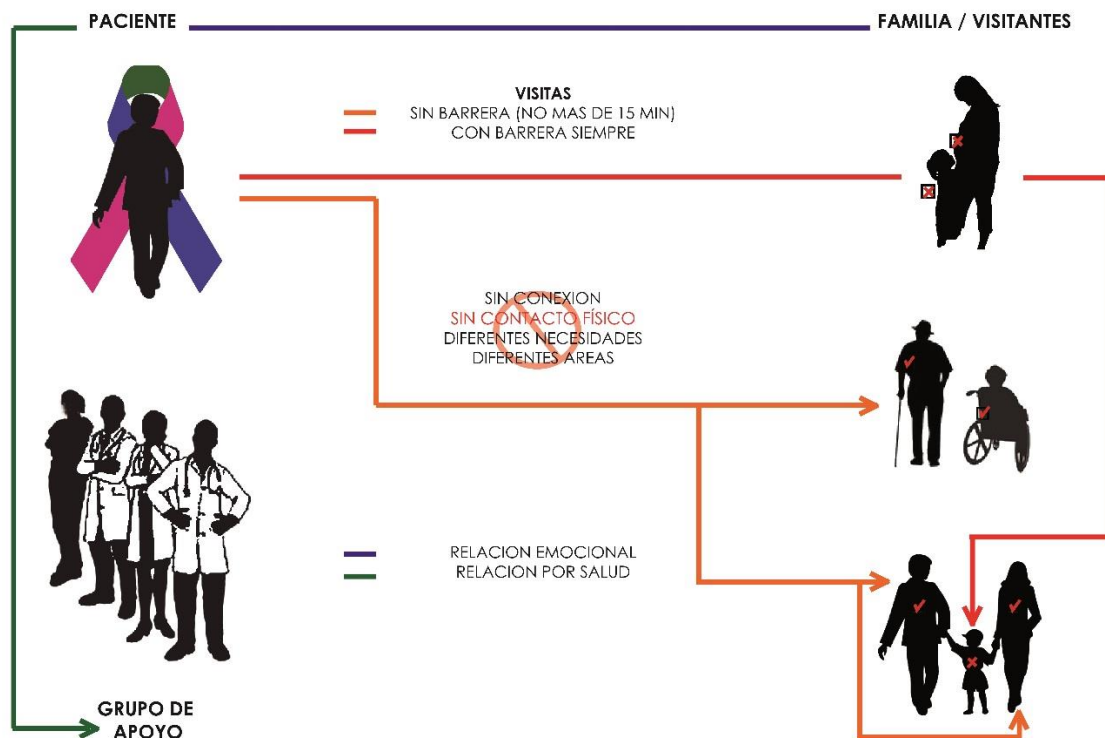 PACIENTE
FAMILIA / VISITANTES
VISITAS
SIN BARRERA (NO MAS DE 15 MIN)
CON BARRERA SIEMPRE
SIN CONEXION
SIN CONTACTO FÍSICO
DIFERENTES NECESIDADES
DIFERENTES AREAS
RELACION EMOCIONAL
RELACION POR SALUD
GRUPO DE
APOYO